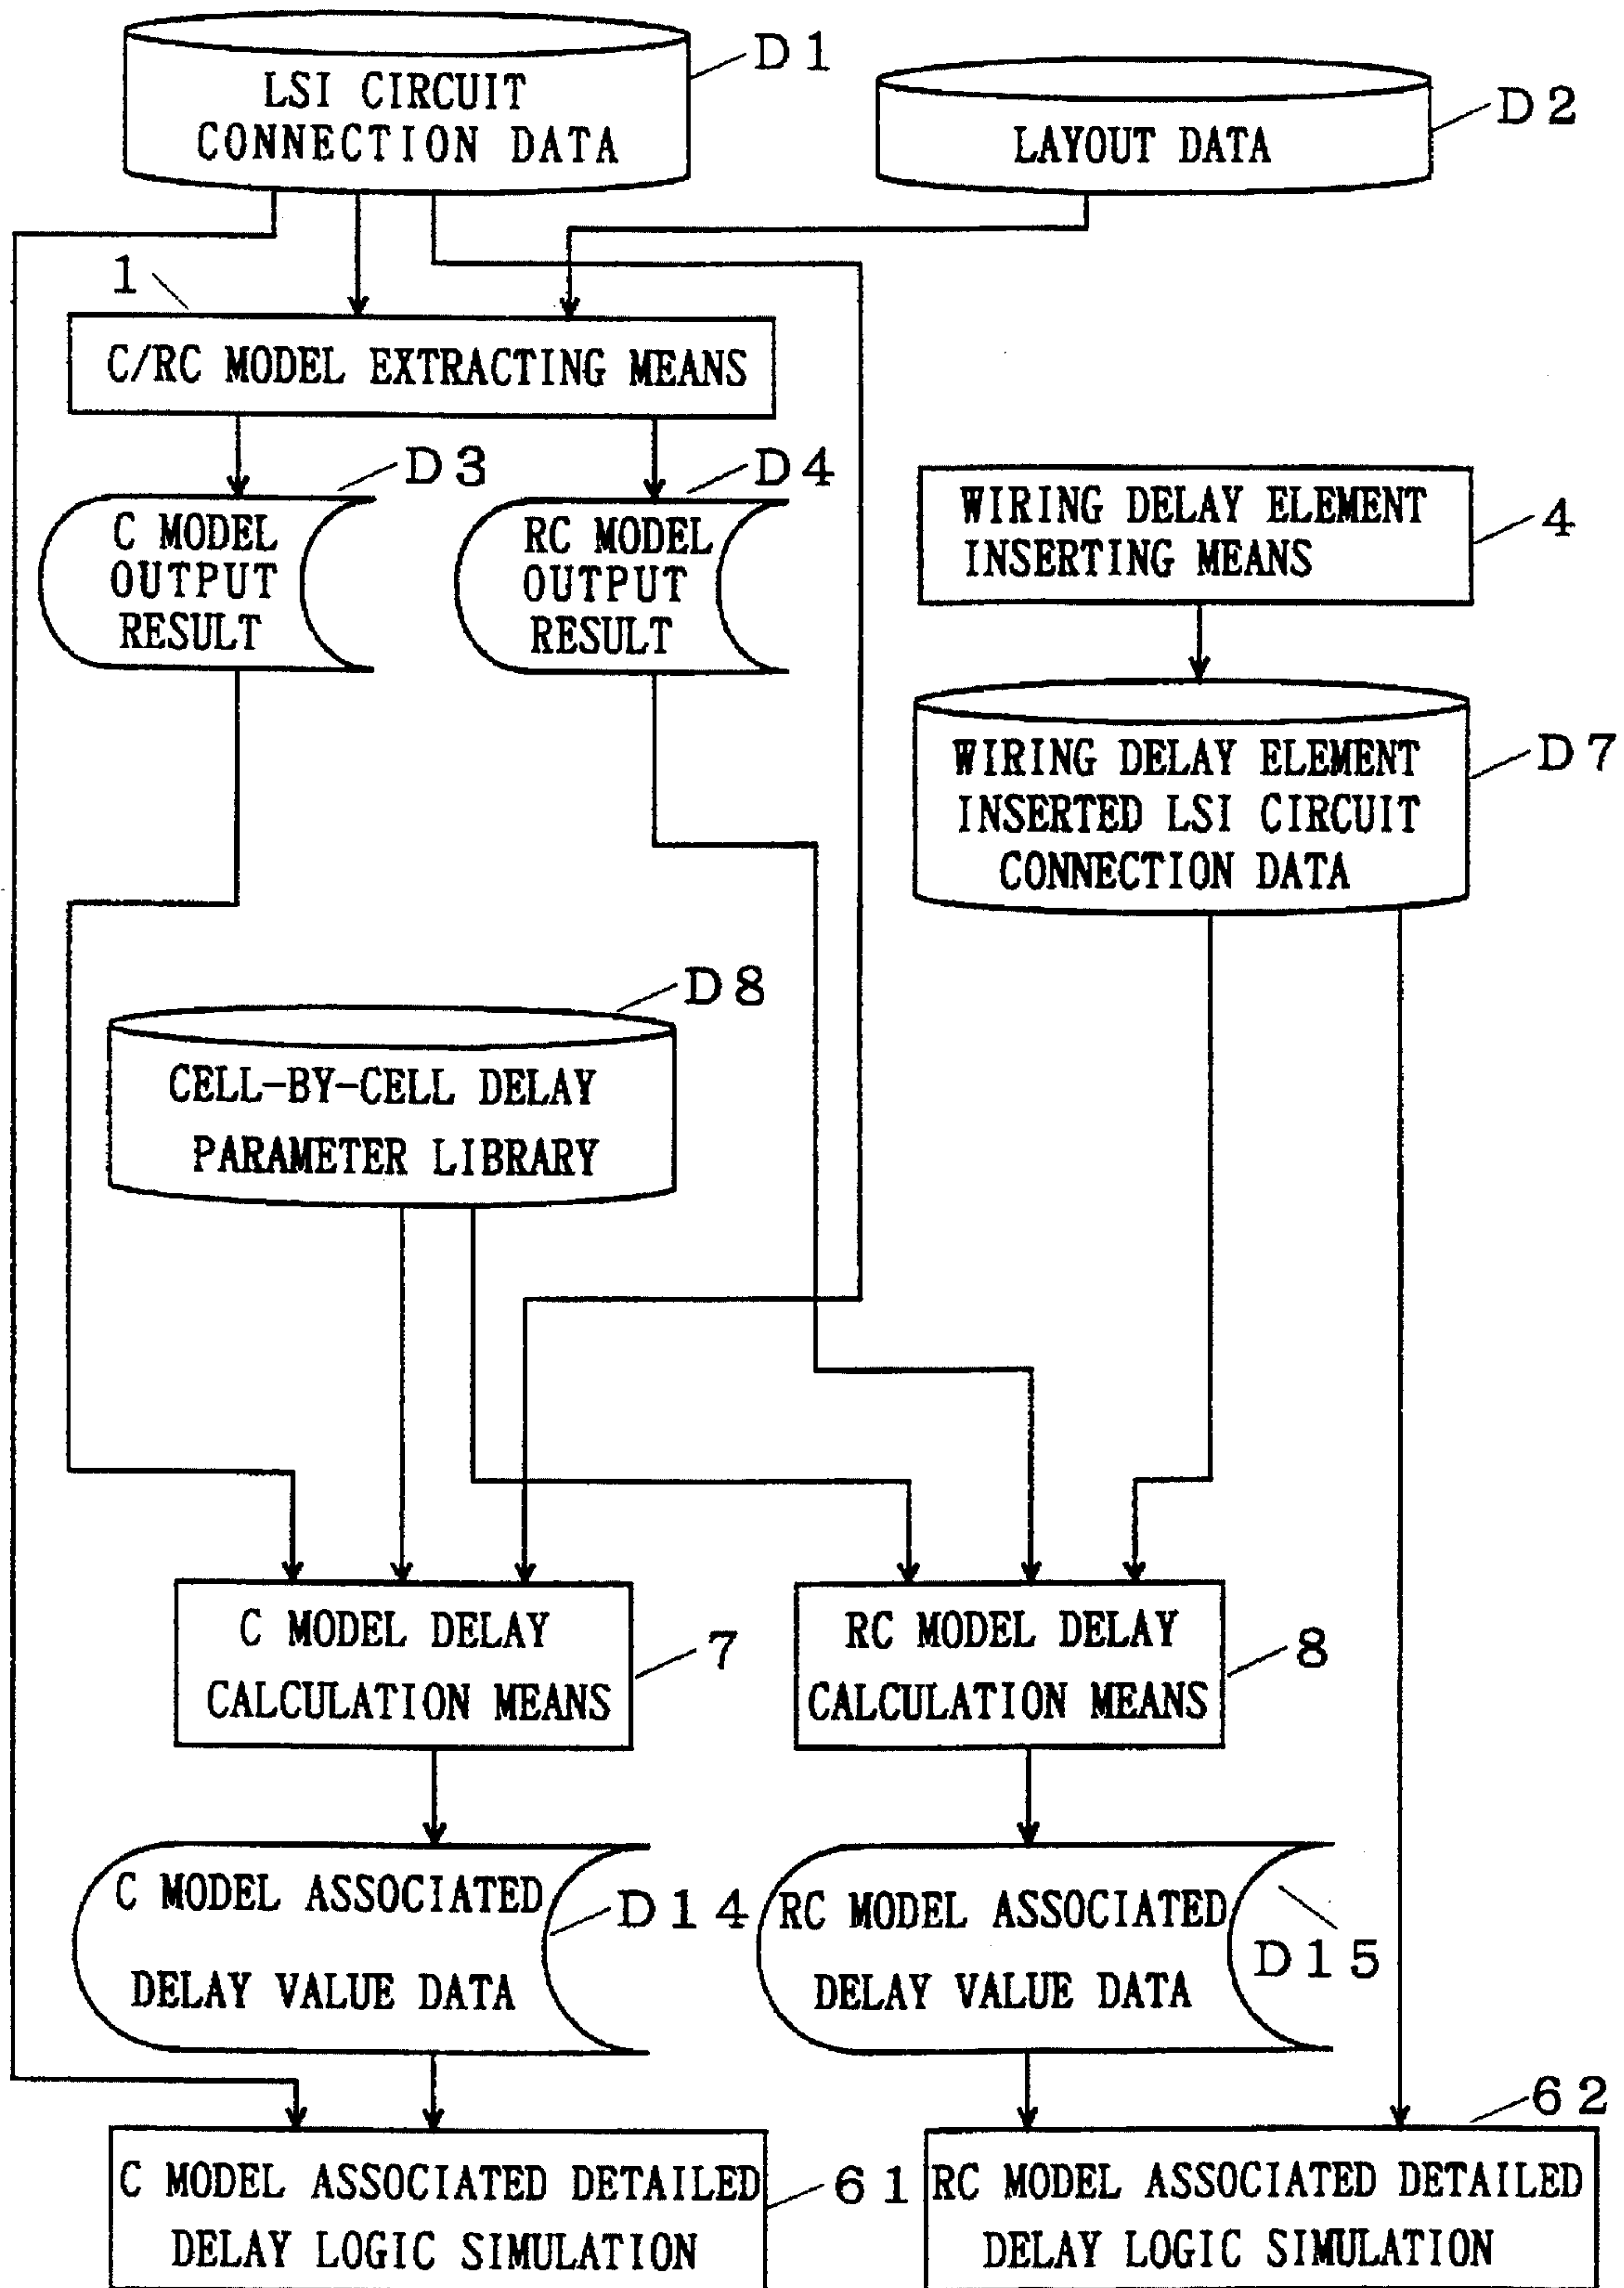 D1
LSI CIRCUIT
CONNECTION DATA
D2
LAYOUT DATA
1
C/RC MODEL EXTRACTING MEANS
D3
D4
C MODEL
OUTPUT
RESULT
RC MODEL
OUTPUT
RESULT
WIRING DELAY ELEMENT
INSERTING MEANS
4
WIRING DELAY ELEMENT
INSERTED LSI CIRCUIT
CONNECTION DATA
D7
D8
CELL-BY-CELL DELAY
PARAMETER LIBRARY
C MODEL DELAY
CALCULATION MEANS
7
RC MODEL DELAY
CALCULATION MEANS
8
C MODEL ASSOCIATED
DELAY VALUE DATA
D14
RC MODEL ASSOCIATED
DELAY VALUE DATA
D15
C MODEL ASSOCIATED DETAILED
DELAY LOGIC SIMULATION
61
62
RC MODEL ASSOCIATED DETAILED
DELAY LOGIC SIMULATION